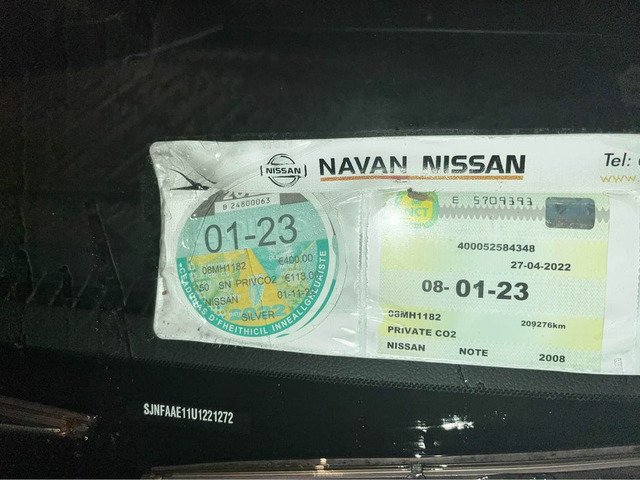 NISSAN
NAVAN NISSAN
Tel:
B 24800063
01-23
08MH1182 €400.00
SN PRIVCO2
NISSAN
SILVER
NCT
E 5709393
400052584348
27-04-2022
08- 01-23
08MH1182
209276km
PRIVATE CO2
NISSAN NOTE 2008
SJNFAAE11U1221272